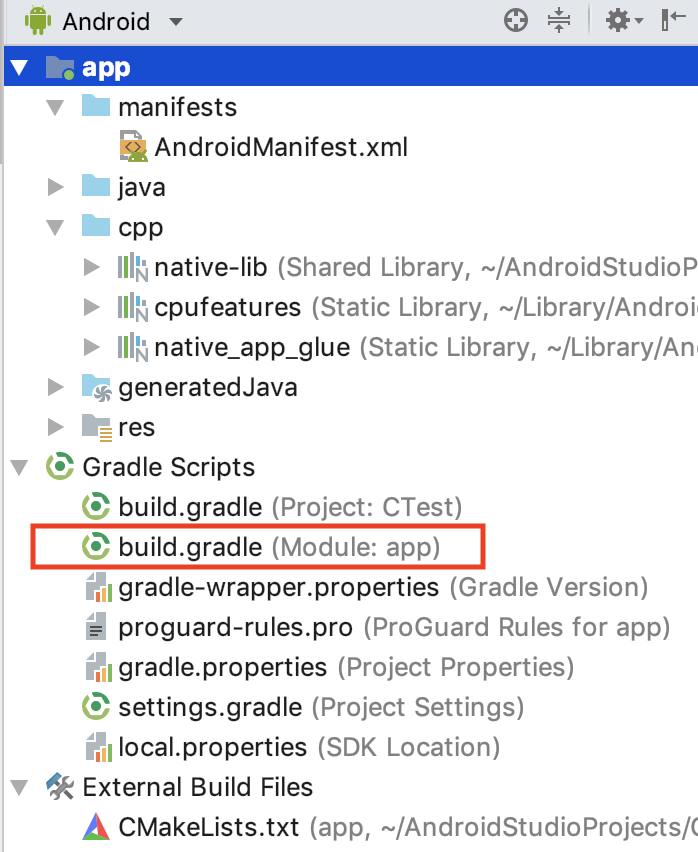 Android
app
manifests
AndroidManifest.xml
java
cpp
native-lib (Shared Library, ~/AndroidStudioP
cpufeatures (Static Library, ~/Library/Androi
native_app_glue (Static Library, ~/Library/An
generatedJava
res
Gradle Scripts
build.gradle (Project: CTest)
build.gradle (Module: app)
gradle-wrapper.properties (Gradle Version)
proguard-rules.pro (ProGuard Rules for app)
gradle.properties (Project Properties)
settings.gradle (Project Settings)
local.properties (SDK Location)
External Build Files
CMakeLists.txt (app, ~/AndroidStudioProjects/C